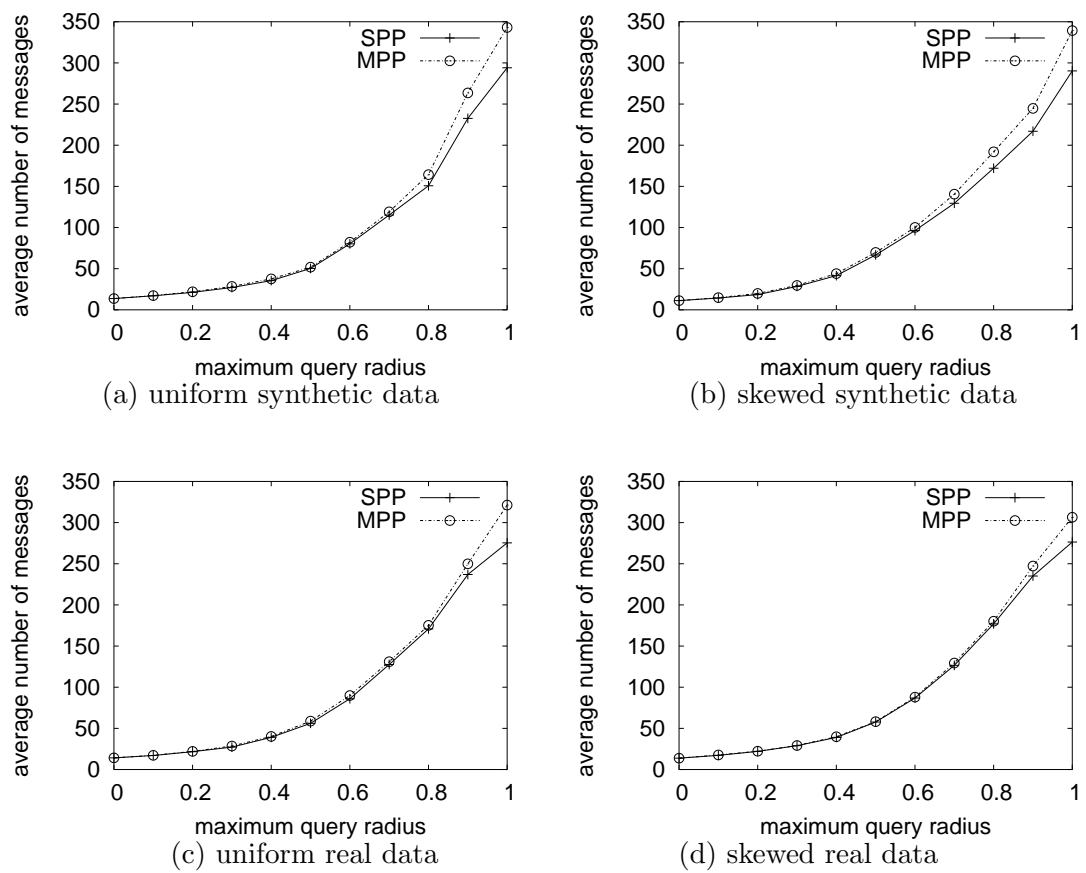 350
300
250
200
150
100
50
0
average number of messages
SPP
MPP
0 0.2 0.4 0.6 0.8 1
maximum query radius
(a) uniform synthetic data
350
300
250
200
150
100
50
0
average number of messages
SPP
MPP
0 0.2 0.4 0.6 0.8 1
maximum query radius
(b) skewed synthetic data
350
300
250
200
150
100
50
0
average number of messages
SPP
MPP
0 0.2 0.4 0.6 0.8 1
maximum query radius
(c) uniform real data
350
300
250
200
150
100
50
0
average number of messages
SPP
MPP
0 0.2 0.4 0.6 0.8 1
maximum query radius
(d) skewed real data